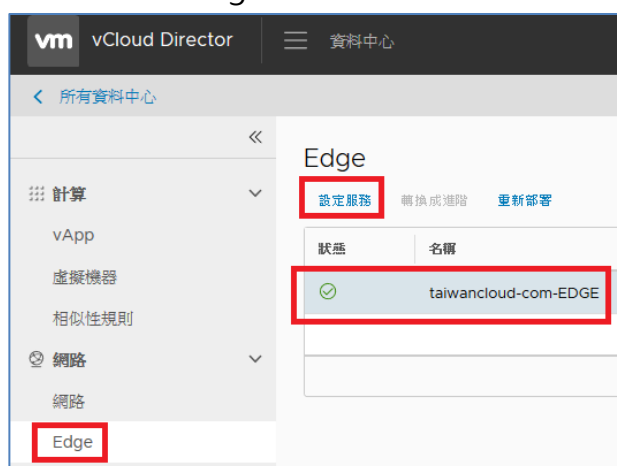 vm vCloud Director 資料中心
所有資料中心
計算
vApp
虛擬機器
相似性規則
網路
網路
Edge
Edge
設定服務 轉換成進階 重新部署
狀態 名稱
taiwancloud-com-EDGE